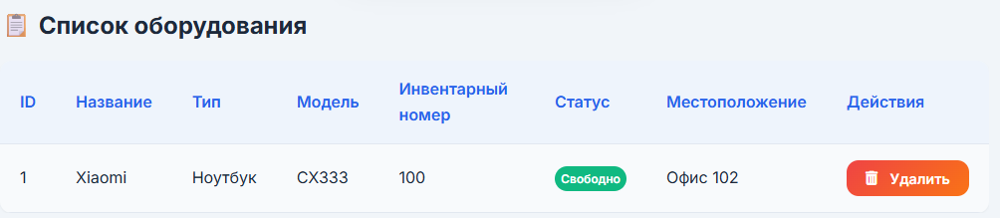 Список оборудования
ID Название Тип Модель Инвентарный номер Статус Местоположение Действия
1 Xiaomi Ноутбук CX333 100 Свободно Офис 102 Удалить